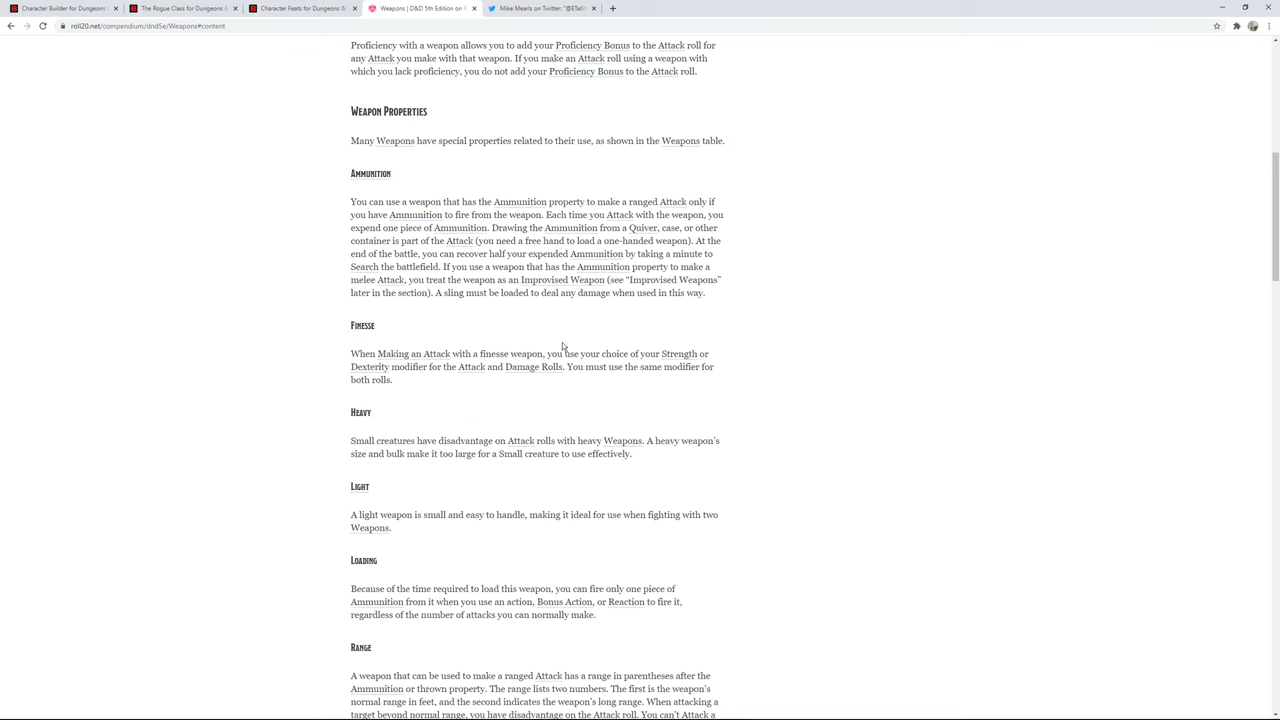 Character Builder for Dungeons
The Rogue Class for Dungeons &
Character Feats for Dungeons &
Weapons | D&D 5th Edition on
Mike Mearls on Twitter: "@ETallit
roll20.net/compendium/dnd5e/Weapons#content
Proficiency with a weapon allows you to add your Proficiency Bonus to the Attack roll for
any Attack you make with that weapon. If you make an Attack roll using a weapon with
which you lack proficiency, you do not add your Proficiency Bonus to the Attack roll.
Weapon Properties
Many Weapons have special properties related to their use, as shown in the Weapons table.
Ammunition
You can use a weapon that has the Ammunition property to make a ranged Attack only if
you have Ammunition to fire from the weapon. Each time you Attack with the weapon, you
expend one piece of Ammunition. Drawing the Ammunition from a Quiver, case, or other
container is part of the Attack (you need a free hand to load a one-handed weapon). At the
end of the battle, you can recover half your expended Ammunition by taking a minute to
Search the battlefield. If you use a weapon that has the Ammunition property to make a
melee Attack, you treat the weapon as an Improvised Weapon (see “Improvised Weapons”
later in the section). A sling must be loaded to deal any damage when used in this way.
Finesse
When Making an Attack with a finesse weapon, you use your choice of your Strength or
Dexterity modifier for the Attack and Damage Rolls. You must use the same modifier for
both rolls.
Heavy
Small creatures have disadvantage on Attack rolls with heavy Weapons. A heavy weapon’s
size and bulk make it too large for a Small creature to use effectively.
Light
A light weapon is small and easy to handle, making it ideal for use when fighting with two
Weapons.
Loading
Because of the time required to load this weapon, you can fire only one piece of
Ammunition from it when you use an action, Bonus Action, or Reaction to fire it,
regardless of the number of attacks you can normally make.
Range
A weapon that can be used to make a ranged Attack has a range in parentheses after the
Ammunition or thrown property. The range lists two numbers. The first is the weapon’s
normal range in feet, and the second indicates the weapon’s long range. When attacking a
target beyond normal range, you have disadvantage on the Attack roll. You can’t Attack a